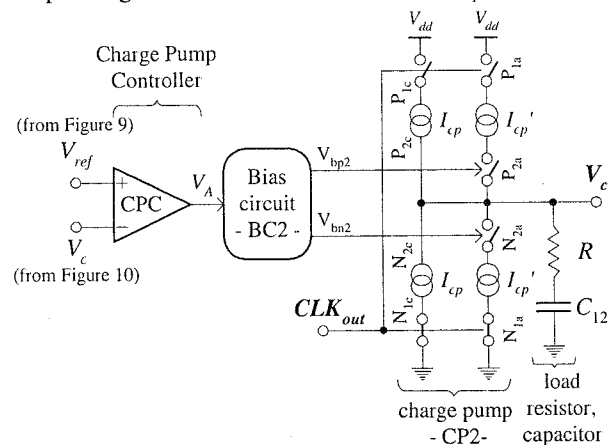 Charge Pump
Controller
(from Figure 9)
V_ref
+
CPC
−
V_c
(from Figure 10)
V_A
Bias
circuit
- BC2 -
V_bp2
V_bn2
CLK_out
V_dd
V_dd
P_1c
P_1a
I_cp
I_cp'
P_2c
P_2a
V_c
N_2c
N_2a
I_cp
I_cp'
N_1c
N_1a
R
C_12
charge pump
- CP2-
load
resistor,
capacitor